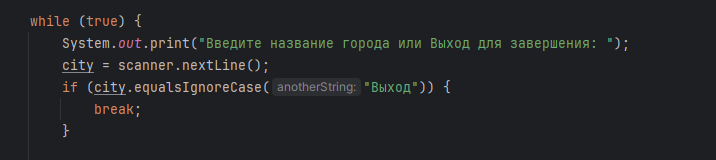 while (true) {
System.out.print("Введите название города или Выход для завершения: ");
city = scanner.nextLine();
if (city.equalsIgnoreCase( anotherString: "Выход")) {
break;
}